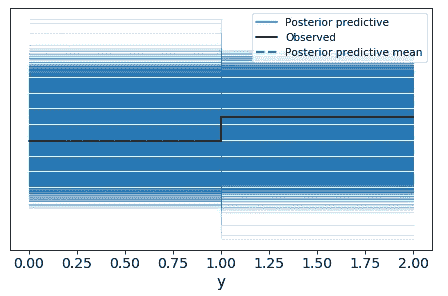 Posterior predictive
Observed
Posterior predictive mean
0.00 0.25 0.50 0.75 1.00 1.25 1.50 1.75 2.00
y